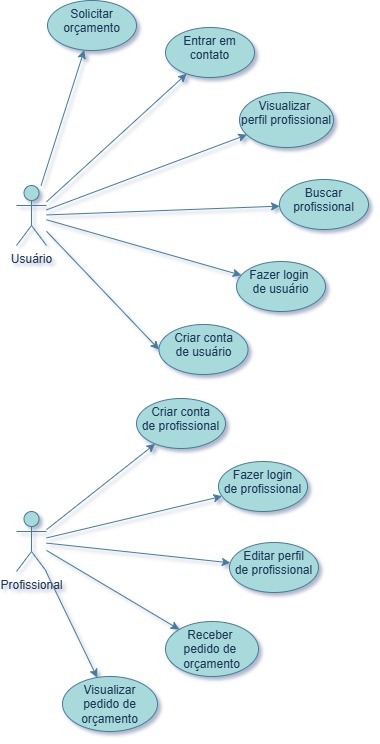 Solicitar
orçamento
Entrar em
contato
Visualizar
perfil profissional
Buscar
profissional
Usuário
Fazer login
de usuário
Criar conta
de usuário
Criar conta
de profissional
Fazer login
de profissional
Editar perfil
de profissional
Profissional
Receber
pedido de
orçamento
Visualizar
pedido de
orçamento